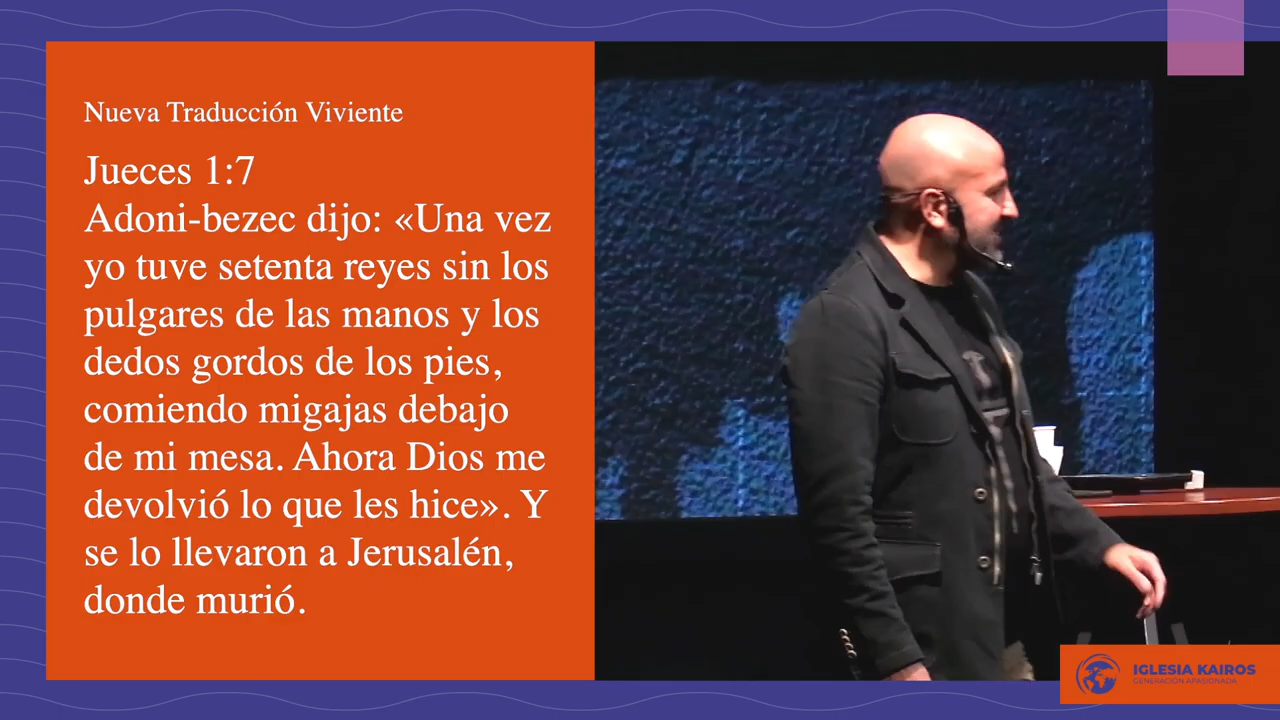 Nueva Traducción Viviente
Jueces 1:7
Adoni-bezec dijo: «Una vez
yo tuve setenta reyes sin los
pulgares de las manos y los
dedos gordos de los pies,
comiendo migajas debajo
de mi mesa. Ahora Dios me
devolvió lo que les hice». Y
se lo llevaron a Jerusalén,
donde murió.
IGLESIA KAIROS
GENERACIÓN APASIONADA